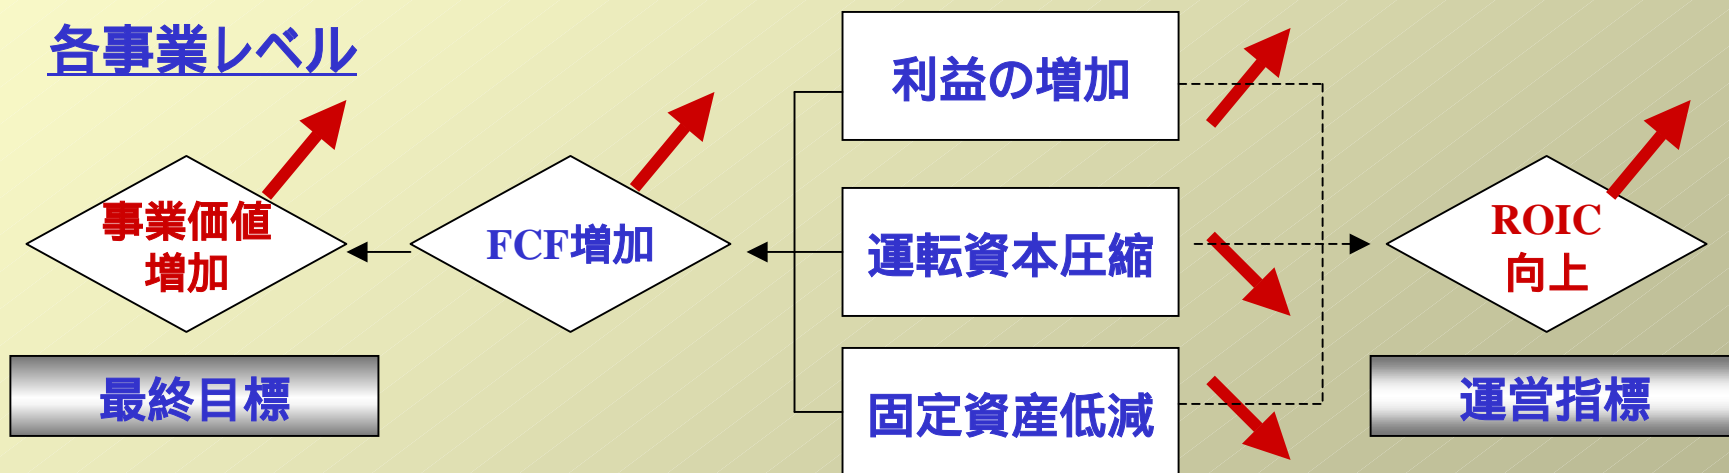 各事業レベル
利益の増加
事業価値
増加
FCF増加
運転資本圧縮
ROIC
向上
最終目標
固定資産低減
運営指標